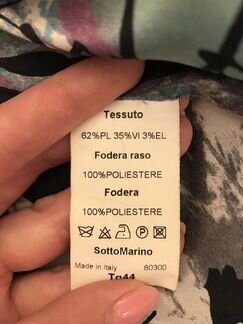 Tessuto
62%PL 35%VI 3%EL
Fodera raso
100%POLIESTERE
Fodera
100%POLIESTERE
SottoMarino
Made in italy 80300
Tg44